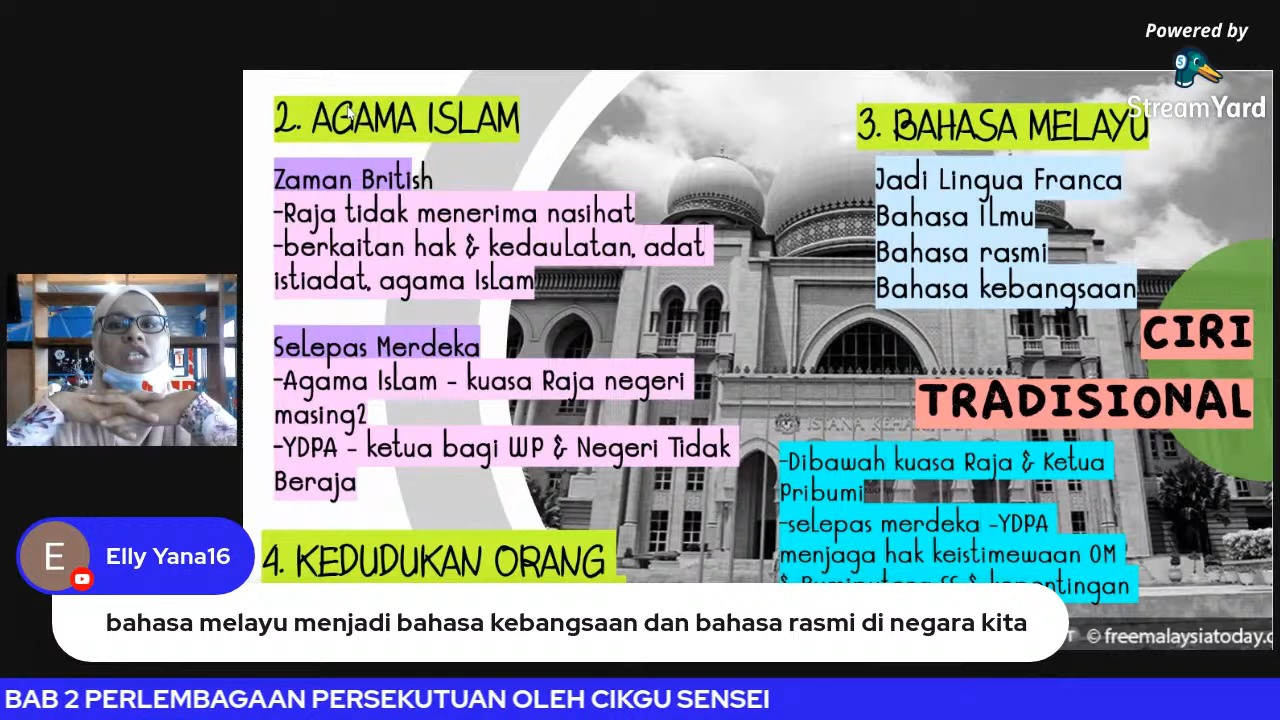 Powered by
StreamYard
2. AGAMA ISLAM
Zaman British
-Raja tidak menerima nasihat
-berkaitan hak & kedaulatan, adat
istiadat, agama Islam
Selepas Merdeka
-Agama Islam - kuasa Raja negeri
masing2
-YDPA - ketua bagi WP & Negeri Tidak
Beraja
4. KEDUDUKAN ORANG
3. BAHASA MELAYU
Jadi Lingua Franca
Bahasa ILmu
Bahasa rasmi
Bahasa kebangsaan
CIRI
TRADISIONAL
ISTANA KEHAKIMAN
-Dibawah kuasa Raja & Ketua
Pribumi
-selepas merdeka -YDPA
menjaga hak keistimewaan OM
& kepentingan
© freemalaysiatoday.c
E
Elly Yana16
bahasa melayu menjadi bahasa kebangsaan dan bahasa rasmi di negara kita
BAB 2 PERLEMBAGAAN PERSEKUTUAN OLEH CIKGU SENSEI